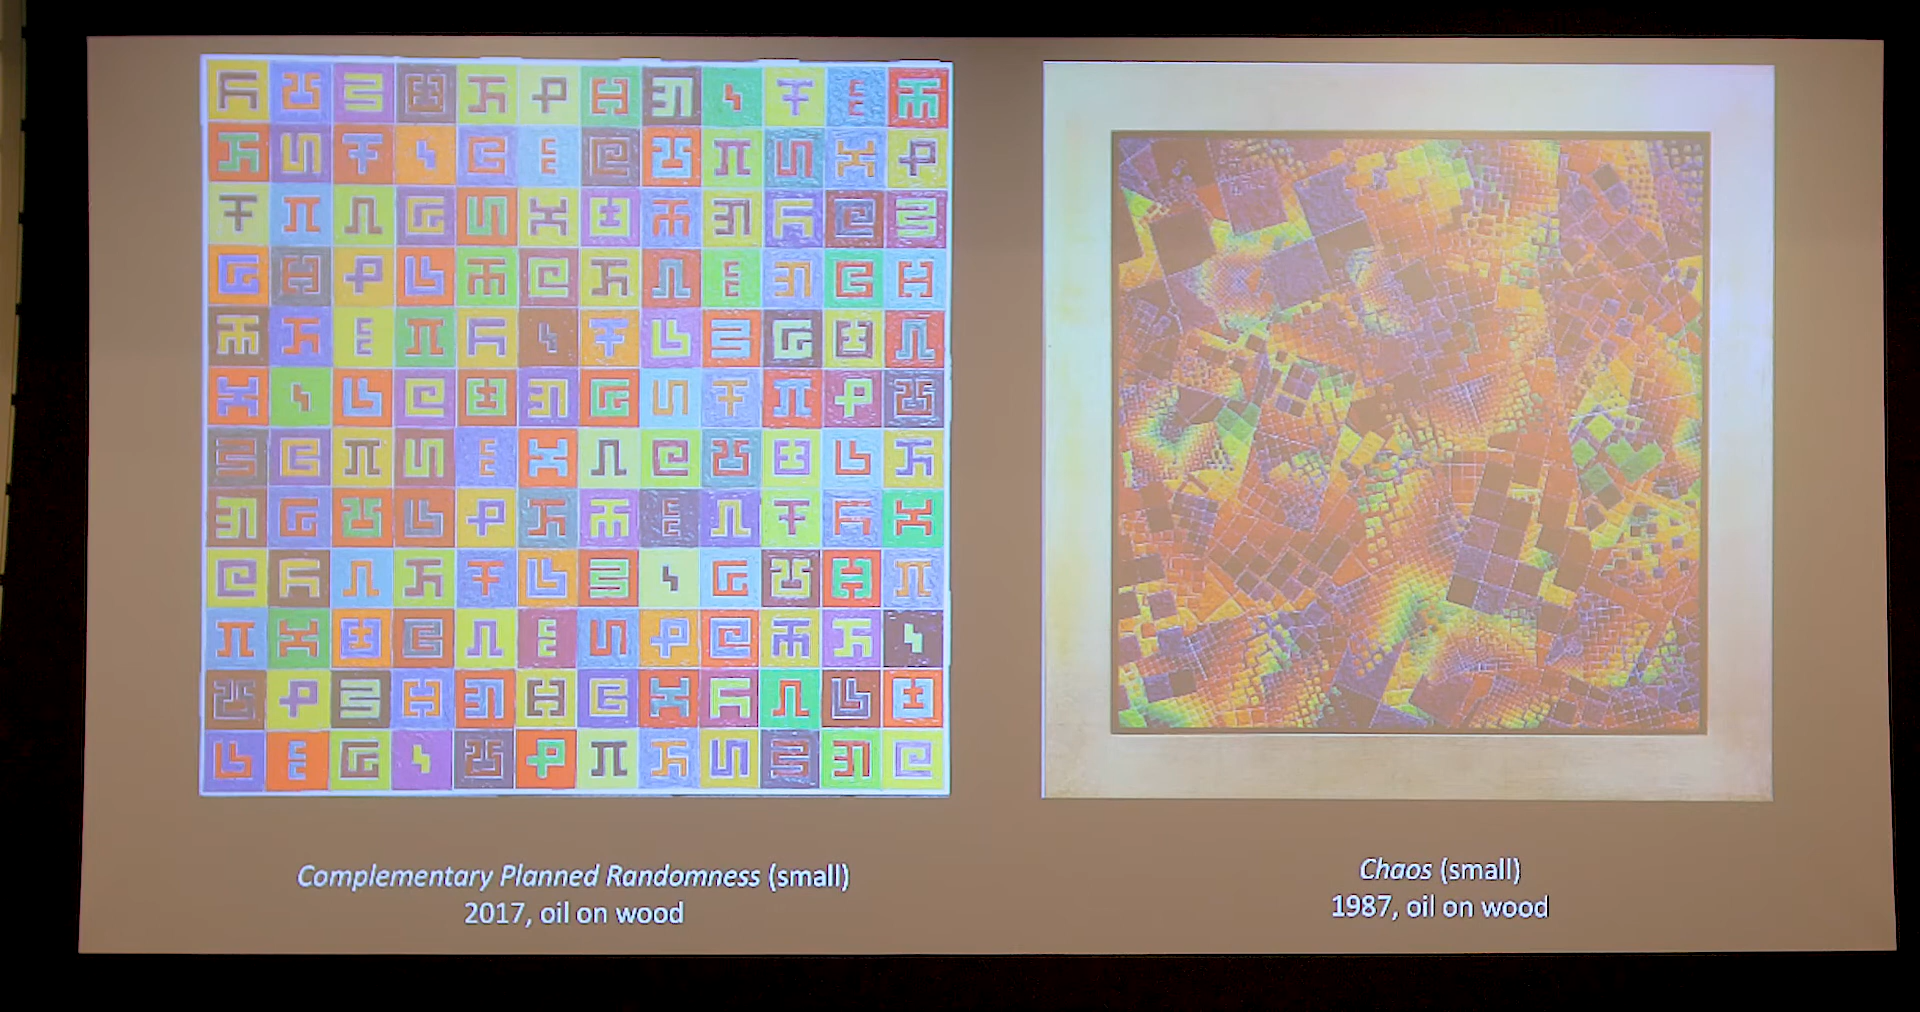 Complementary Planned Randomness (small)
2017, oil on wood
Chaos (small)
1987, oil on wood